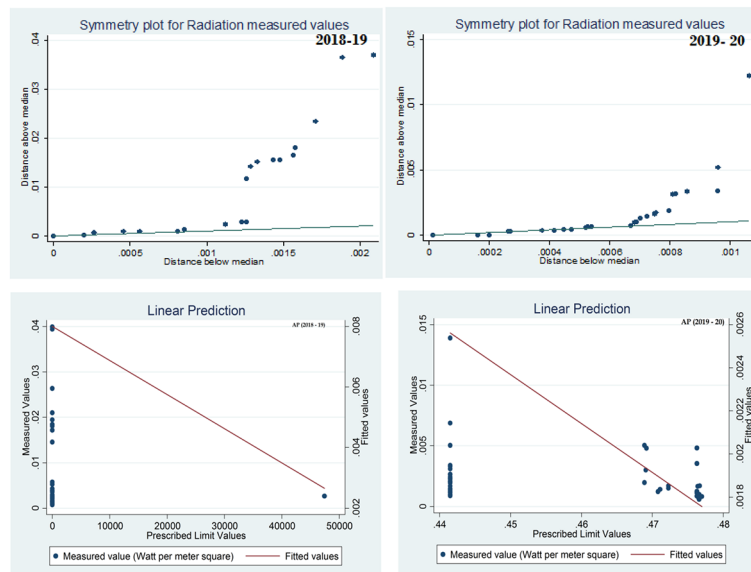 Symmetry plot for Radiation measured values
2018-19
Distance above median
.04
.03
.02
.01
0
0
.0005
.001
.0015
.002
Distance below median
Symmetry plot for Radiation measured values
2019- 20
Distance above median
.015
.01
.005
0
0
.0002
.0004
.0006
.0008
.001
Distance below median
Linear Prediction
AP (2018 - 19)
Measured Values
.04
.03
.02
.01
0
.008
.006
.004
.002
Fitted values
0
10000
20000
30000
40000
50000
Prescribed Limit Values
Measured value (Watt per meter square)
Fitted values
Linear Prediction
AP (2019 - 20)
Measured Values
.015
.01
.005
0
.0026
.0024
.0022
.002
.0018
Fitted values
.44
.45
.46
.47
.48
Prescribed Limit Values
Measured value (Watt per meter square)
Fitted values